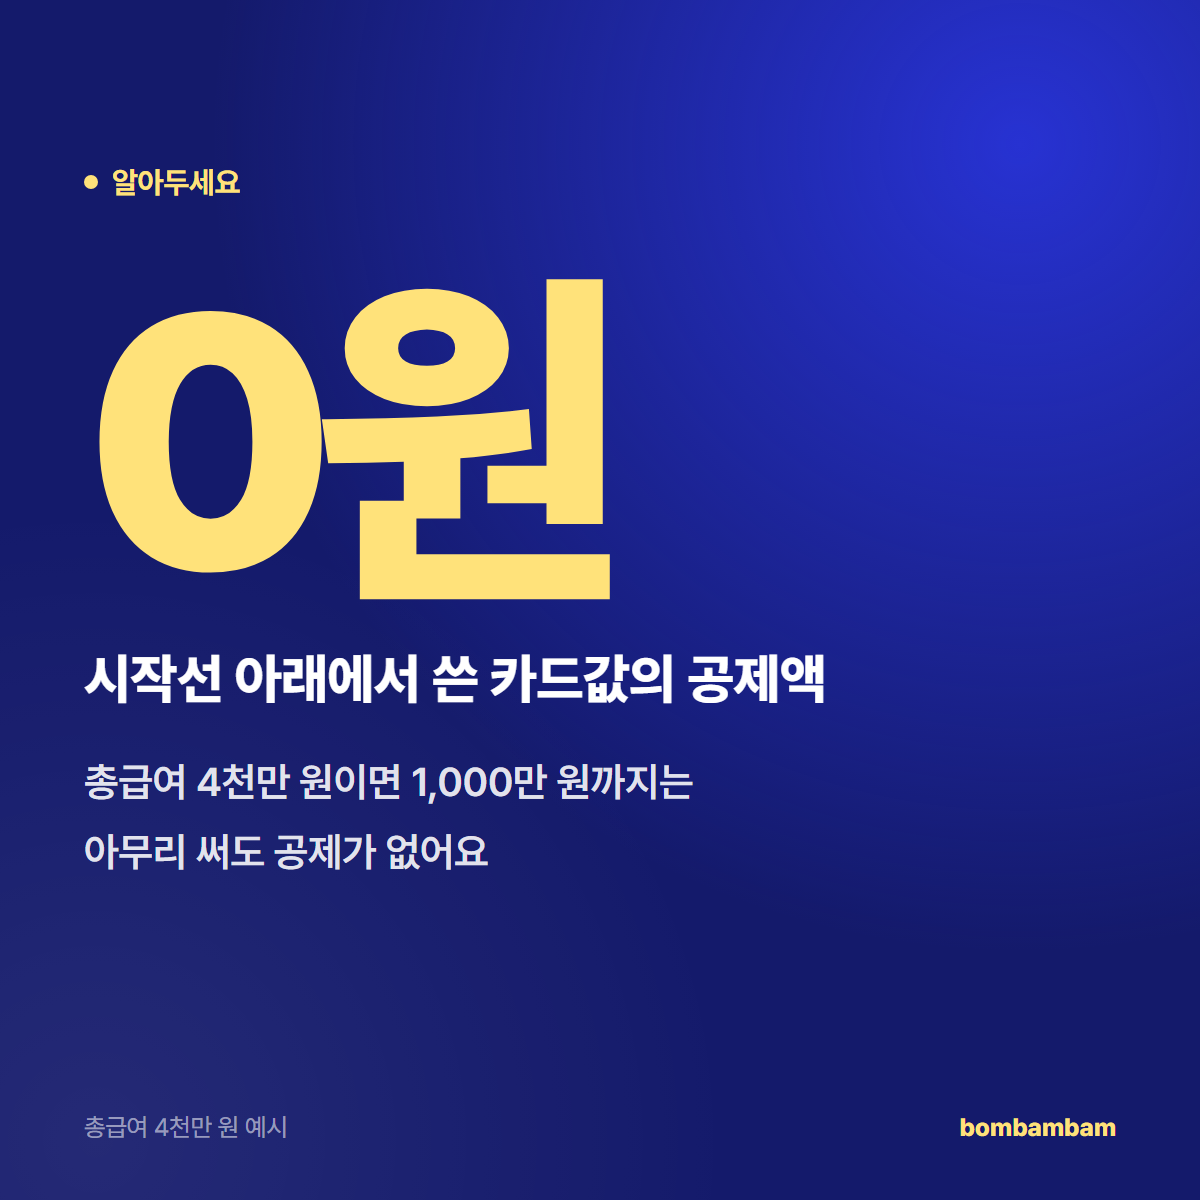 알아두세요
0원
시작선 아래에서 쓴 카드값의 공제액
총급여 4천만 원이면 1,000만 원까지는
아무리 써도 공제가 없어요
총급여 4천만 원 예시
bombambam